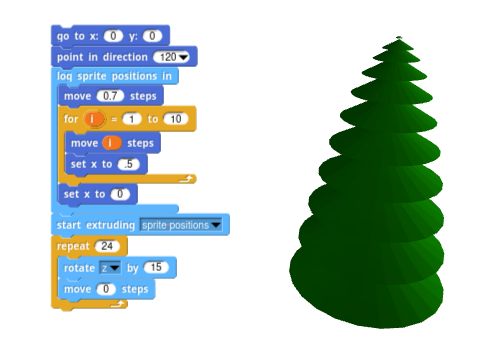 go to x: 0 y: 0
point in direction 120
log sprite positions in
move 0.7 steps
for i = 1 to 10
move i steps
set x to .5
set x to 0
start extruding sprite positions
repeat 24
rotate z by 15
move 0 steps